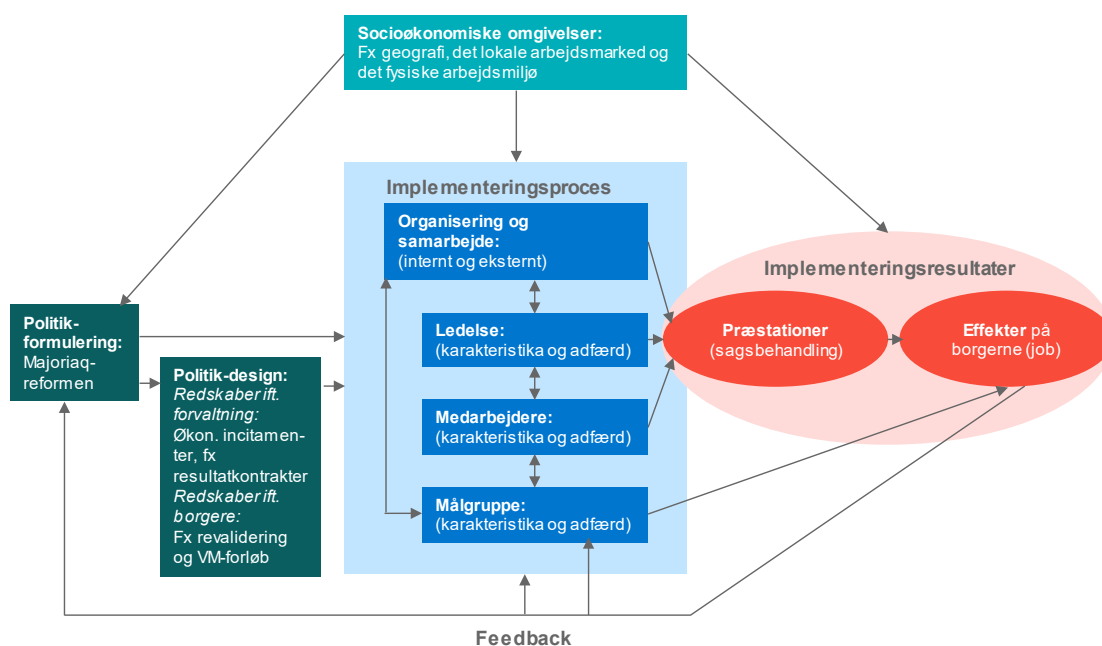 Socioøkonomiske omgivelser:
Fx geografi, det lokale arbejdsmarked og
det fysiske arbejdsmiljø
Implementeringsproces
Organisering og
samarbejde:
(internt og eksternt)
Ledelse:
(karakteristika og adfærd)
Medarbejdere:
(karakteristika og adfærd)
Målgruppe:
(karakteristika og adfærd)
Politik-
formulering:
Majoriaq-
reformen
Politik-design:
Redskaber ift.
forvaltning:
Økon. incitamen-
ter, fx
resultatkontrakter
Redskaber ift.
borgere:
Fx revalidering
og VM-forløb
Implementeringsresultater
Præstationer
(sagsbehandling)
Effekter på
borgerne (job)
Feedback